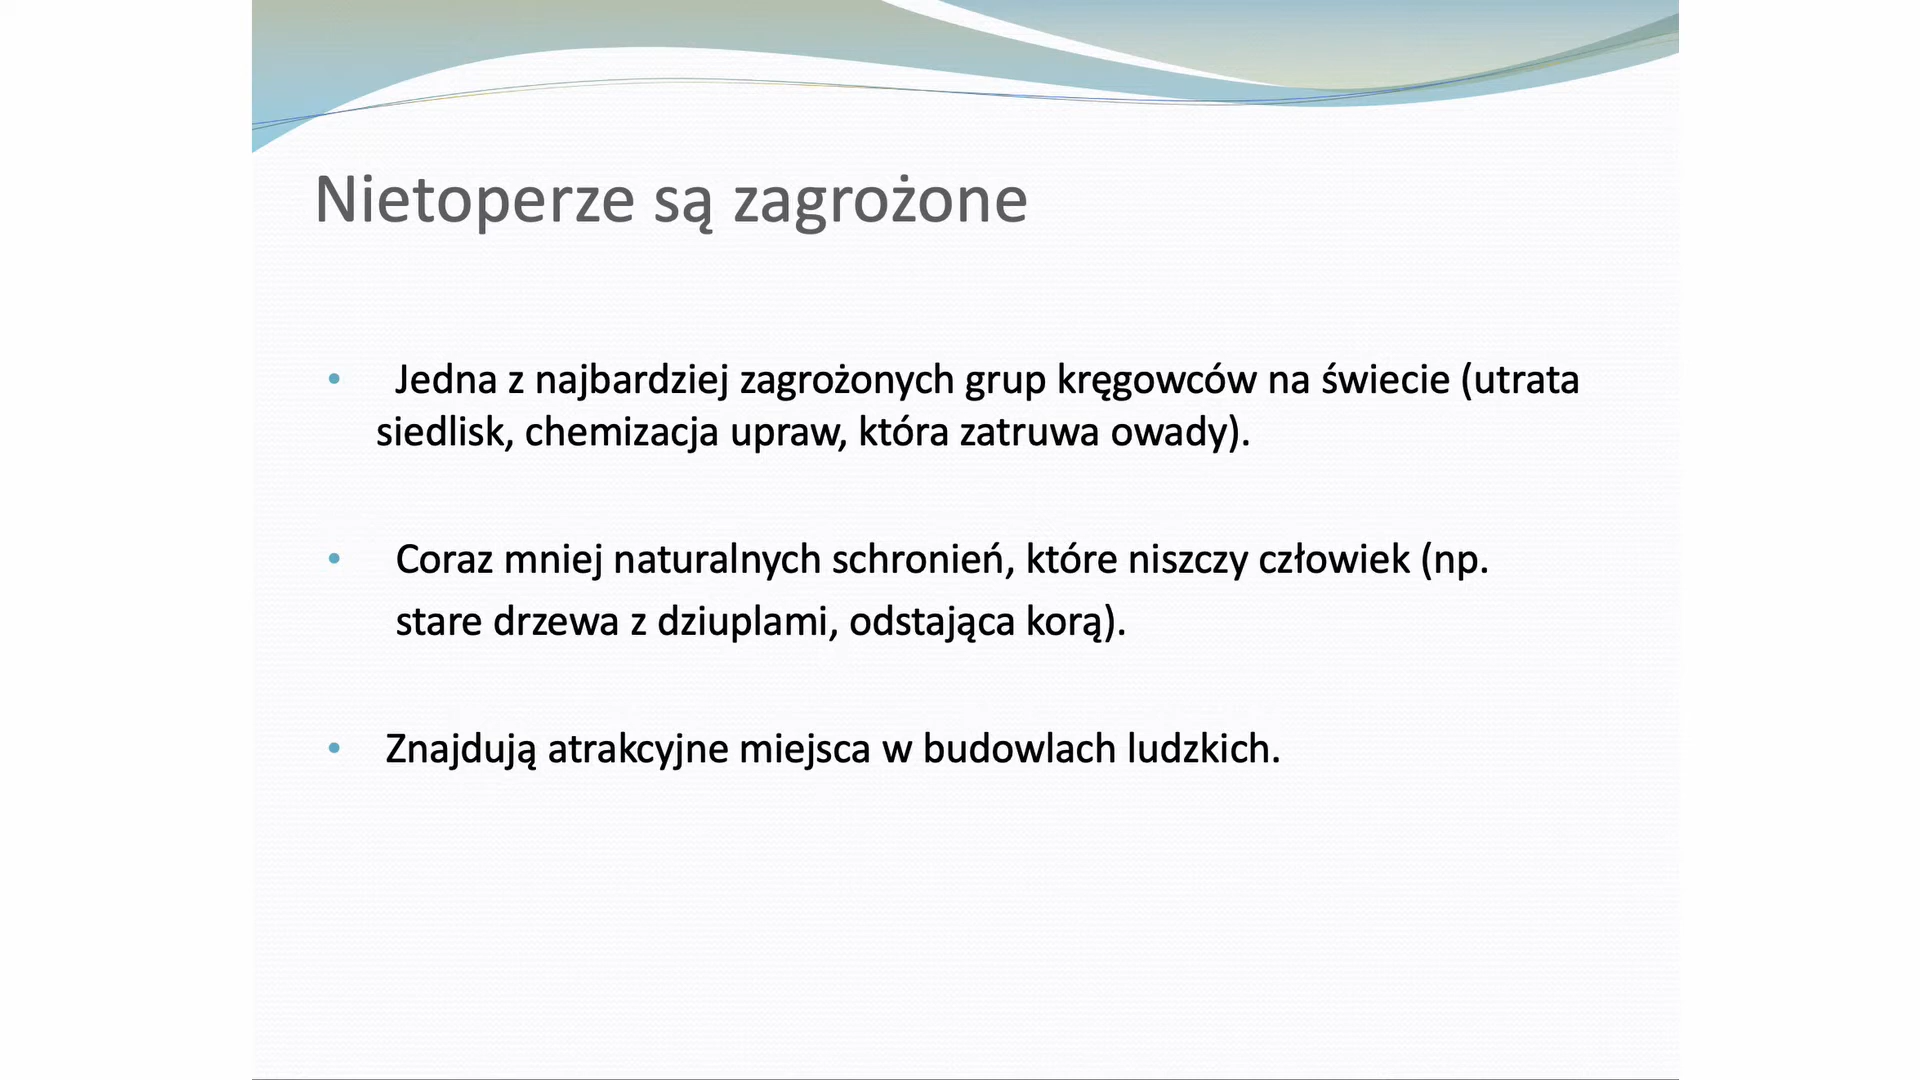 Nietoperze są zagrożone
• Jedna z najbardziej zagrożonych grup kręgowców na świecie (utrata
siedlisk, chemizacja upraw, która zatruwa owady).
• Coraz mniej naturalnych schronień, które niszczy człowiek (np.
stare drzewa z dziuplami, odstająca korą).
• Znajdują atrakcyjne miejsca w budowlach ludzkich.